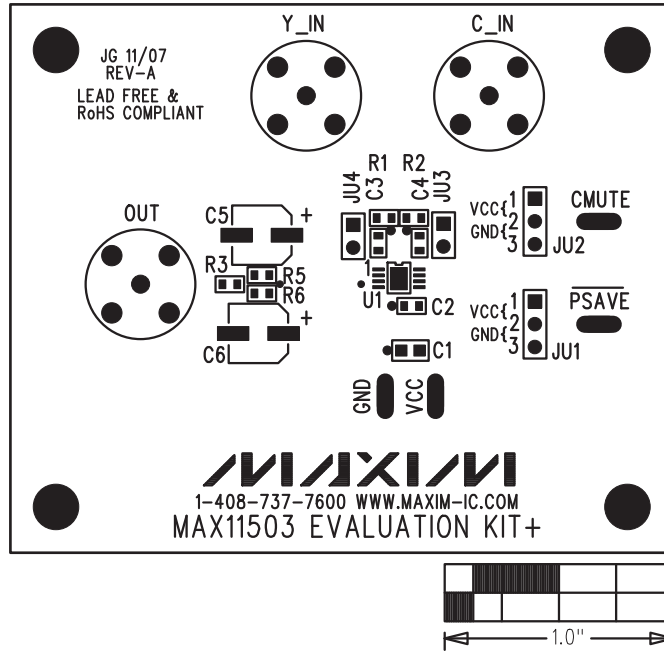 Y_IN
C_IN
JG 11/07
REV-A
LEAD FREE &
RoHS COMPLIANT
OUT
C5
+
R3
R5
R6
C6
+
R1 R2
JU4
C3
C4
JU3
1
U1
C2
C1
GND
VCC
VCC{ 1
GND{ 2
3
JU2
CMUTE
VCC{ 1
GND{ 2
3
JU1
PSAVE
MAXIM
1-408-737-7600 WWW.MAXIM-IC.COM
MAX11503 EVALUATION KIT+
1.0"